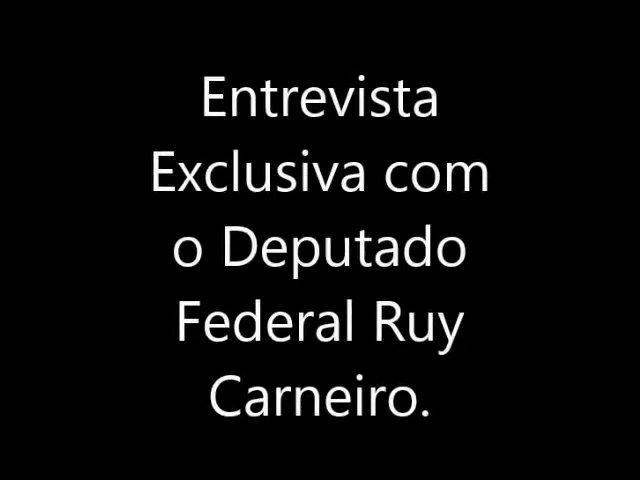 Entrevista
Exclusiva com
o Deputado
Federal Ruy
Carneiro.